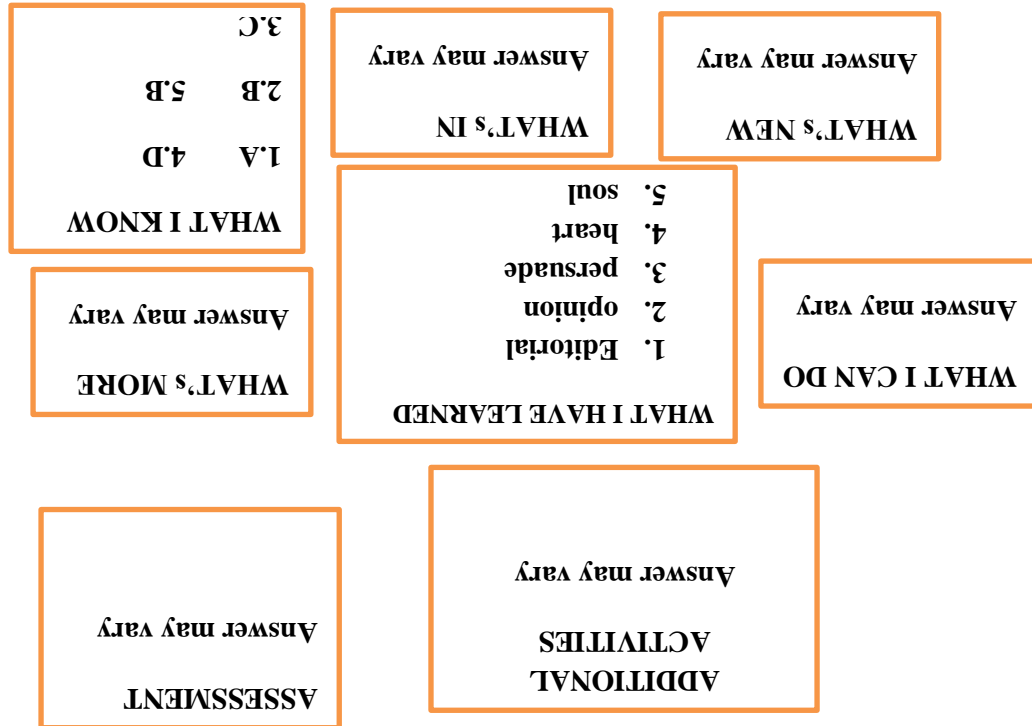 ADDITIONAL
ACTIVITIES
Answer may vary
ASSESSMENT
Answer may vary
WHAT I CAN DO
Answer may vary
WHAT I HAVE LEARNED
1. Editorial
2. opinion
3. persuade
4. heart
5. soul
WHAT's MORE
Answer may vary
WHAT's NEW
Answer may vary
WHAT's IN
Answer may vary
WHAT I KNOW
1.A 4.D
2.B 5.B
3.C